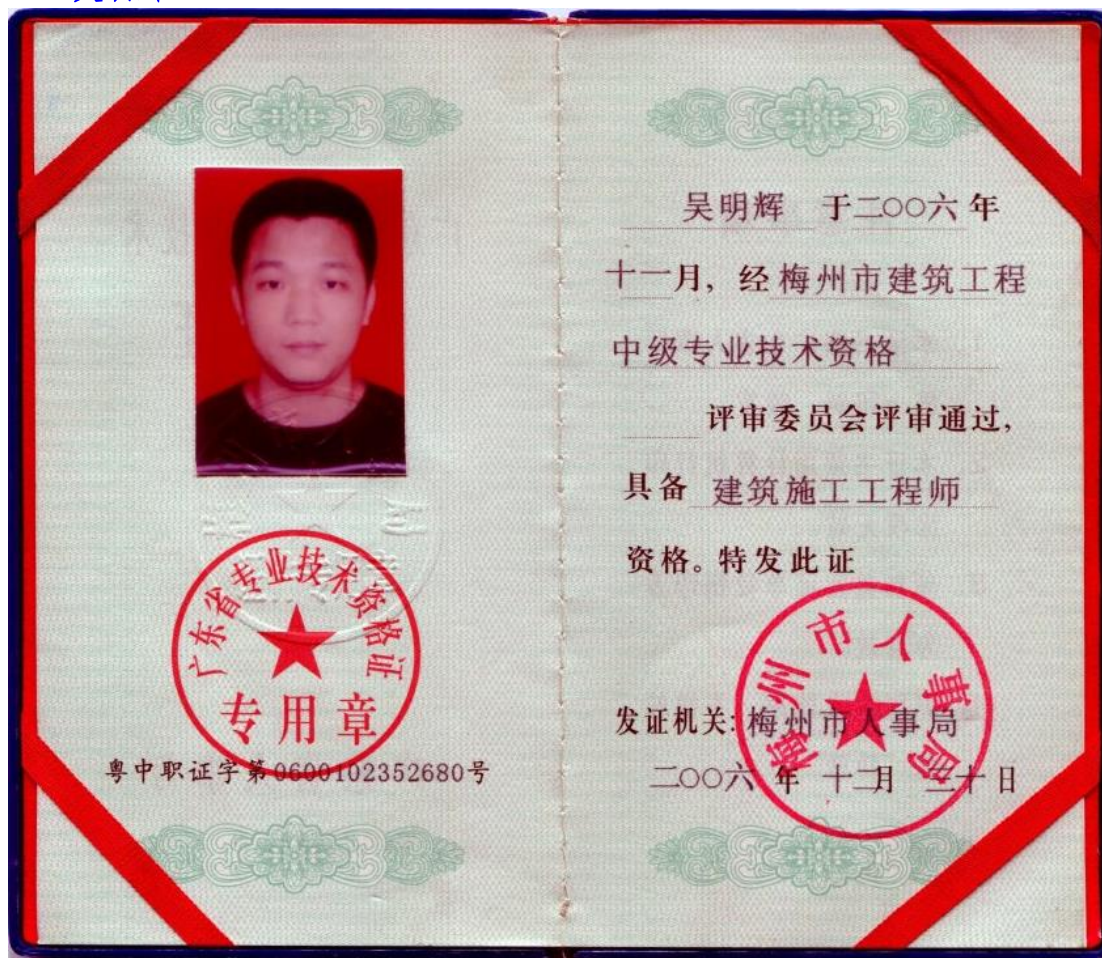 广东省专业技术资格证
专用章
粤中职证字第0600102352680号
吴明辉 于二〇〇六年
十一月，经梅州市建筑工程
中级专业技术资格
评审委员会评审通过，
具备 建筑施工工程师
资格。特发此证
梅州市人事局
发证机关:梅州市人事局
二〇〇六 年 十二月 三十 日